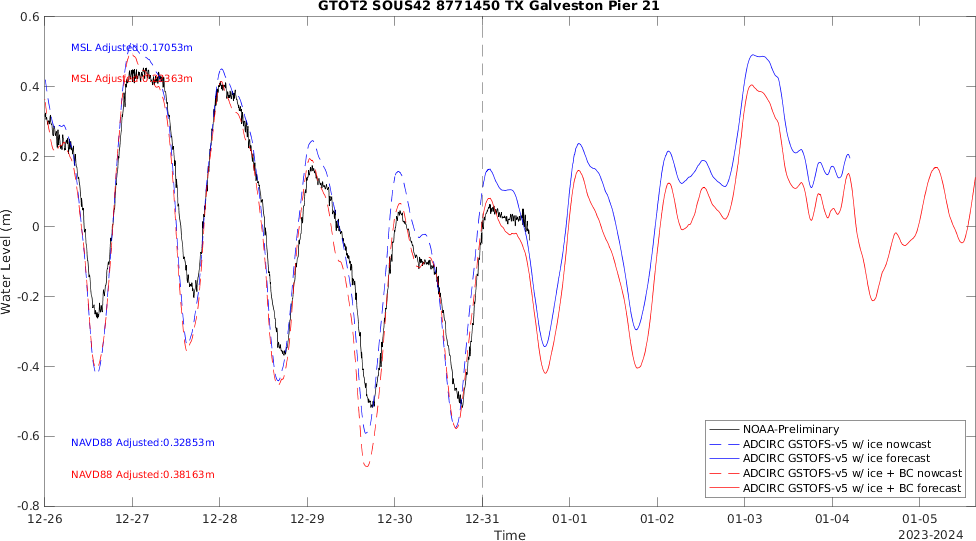 GTOT2 SOUS42 8771450 TX Galveston Pier 21
Water Level (m)
0.6
0.4
0.2
0
-0.2
-0.4
-0.6
-0.8
MSL Adjusted:0.17053m
MSL Adjusted: 363m
NAVD88 Adjusted:0.32853m
NAVD88 Adjusted:0.38163m
NOAA-Preliminary
ADCIRC GSTOFS-v5 w/ ice nowcast
ADCIRC GSTOFS-v5 w/ ice forecast
ADCIRC GSTOFS-v5 w/ ice + BC nowcast
ADCIRC GSTOFS-v5 w/ ice + BC forecast
12-26 12-27 12-28 12-29 12-30 12-31 01-01 01-02 01-03 01-04 01-05
Time
2023-2024